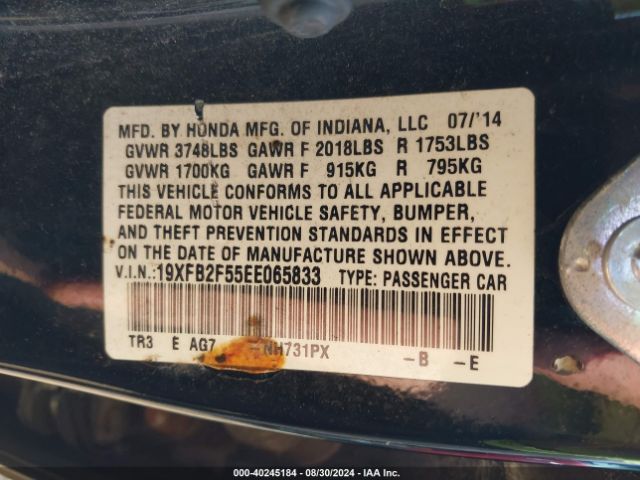 MFD. BY HONDA MFG. OF INDIANA, LLC 07/'14
GVWR 3748LBS GAWR F 2018LBS R 1753LBS
GVWR 1700KG GAWR F 915KG R 795KG
THIS VEHICLE CONFORMS TO ALL APPLICABLE
FEDERAL MOTOR VEHICLE SAFETY, BUMPER,
AND THEFT PREVENTION STANDARDS IN EFFECT
ON THE DATE OF MANUFACTURE SHOWN ABOVE.
V.I.N.:19XFB2F55EE065833 TYPE: PASSENGER CAR
TR3 E AG7 -NH731PX -B -E
000-40245184 - 08/30/2024 - IAA Inc.